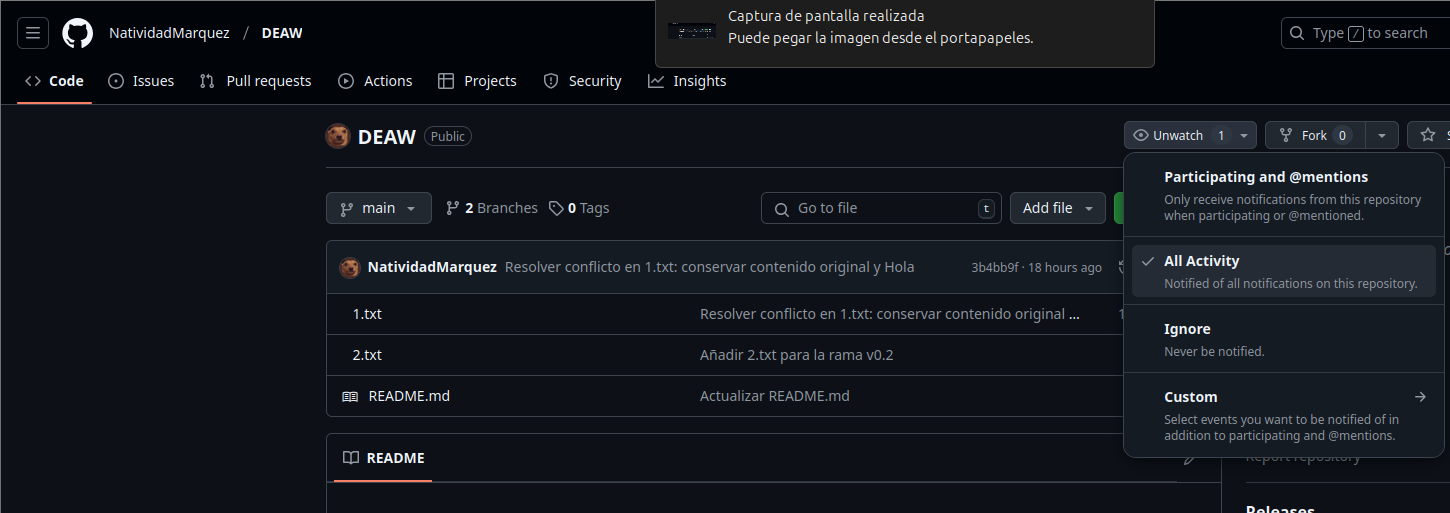 Captura de pantalla realizada
Puede pegar la imagen desde el portapapeles.
NatividadMarquez / DEAW
Type / to search
Code Issues Pull requests Actions Projects Security Insights
DEAW Public
Unwatch 1 Fork 0
main 2 Branches 0 Tags Go to file t Add file
Participating and @mentions
Only receive notifications from this repository
when participating or @mentioned.
All Activity
Notified of all notifications on this repository.
Ignore
Never be notified.
Custom
Select events you want to be notified of in
addition to participating and @mentions.
NatividadMarquez Resolver conflicto en 1.txt: conservar contenido original y Hola 3b4bb9f · 18 hours ago
1.txt Resolver conflicto en 1.txt: conservar contenido original ...
2.txt Añadir 2.txt para la rama v0.2
README.md Actualizar README.md
README
Report repository
Releases